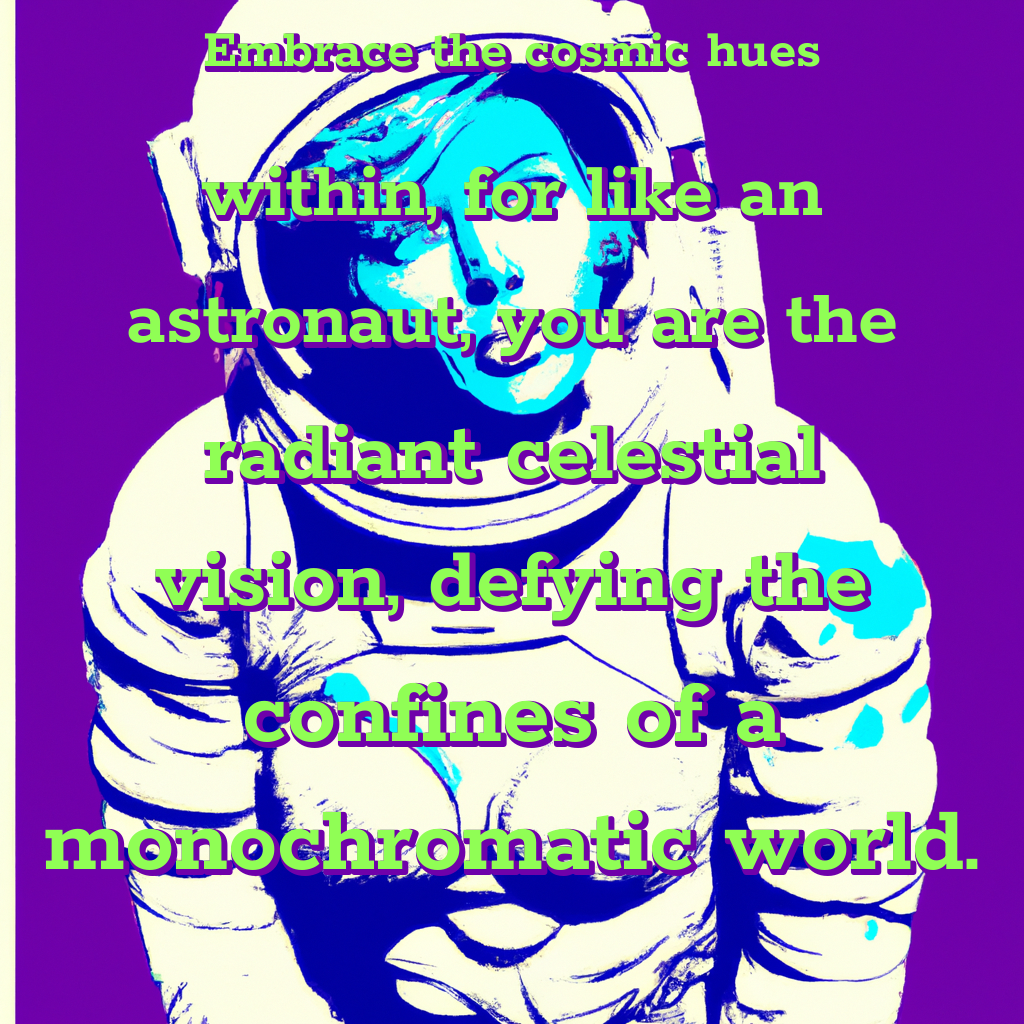 Embrace the cosmic hues
within, for like an
astronaut, you are the
radiant celestial
vision, defying the
confines of a
monochromatic world.